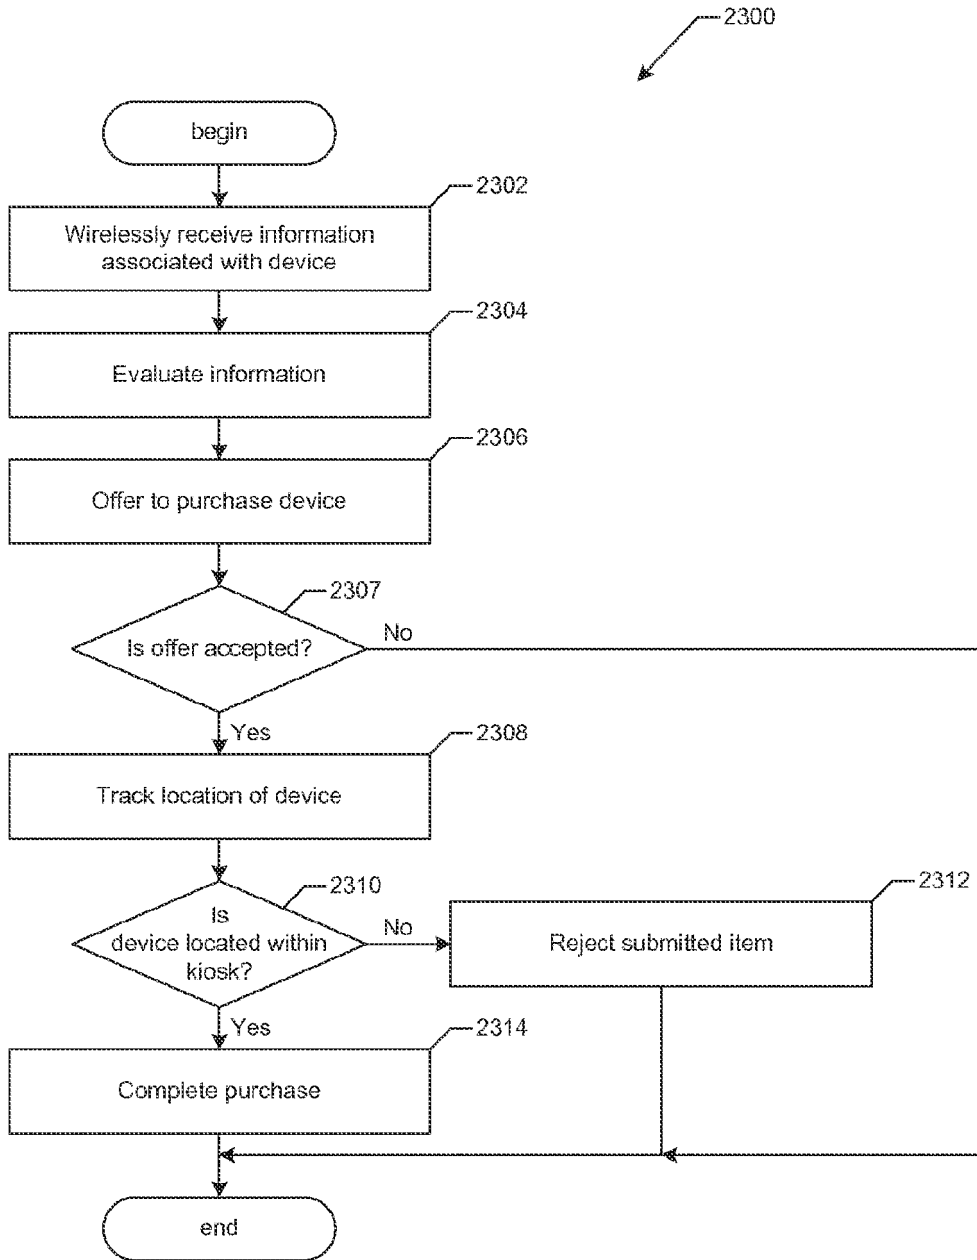 2300
begin
2302
Wirelessly receive information
associated with device
2304
Evaluate information
2306
Offer to purchase device
2307
Is offer accepted?
No
Yes
2308
Track location of device
2310
Is
device located within
kiosk?
No
2312
Reject submitted item
Yes
2314
Complete purchase
end